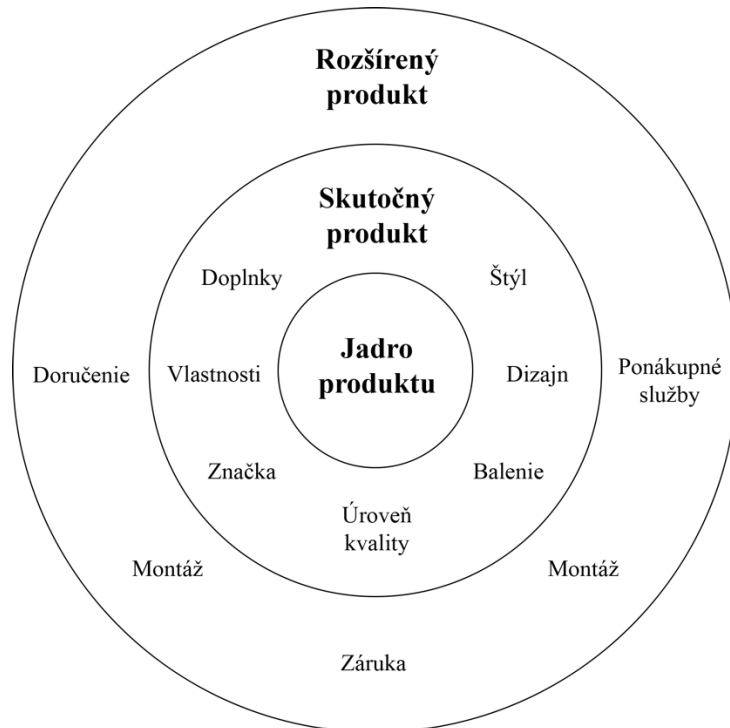 Rozšírený
produkt
Skutočný
produkt
Doplnky
Štýl
Jadro
produktu
Doručenie
Vlastnosti
Dizajn
Ponákupné
služby
Značka
Balenie
Úroveň
kvality
Montáž
Montáž
Záruka